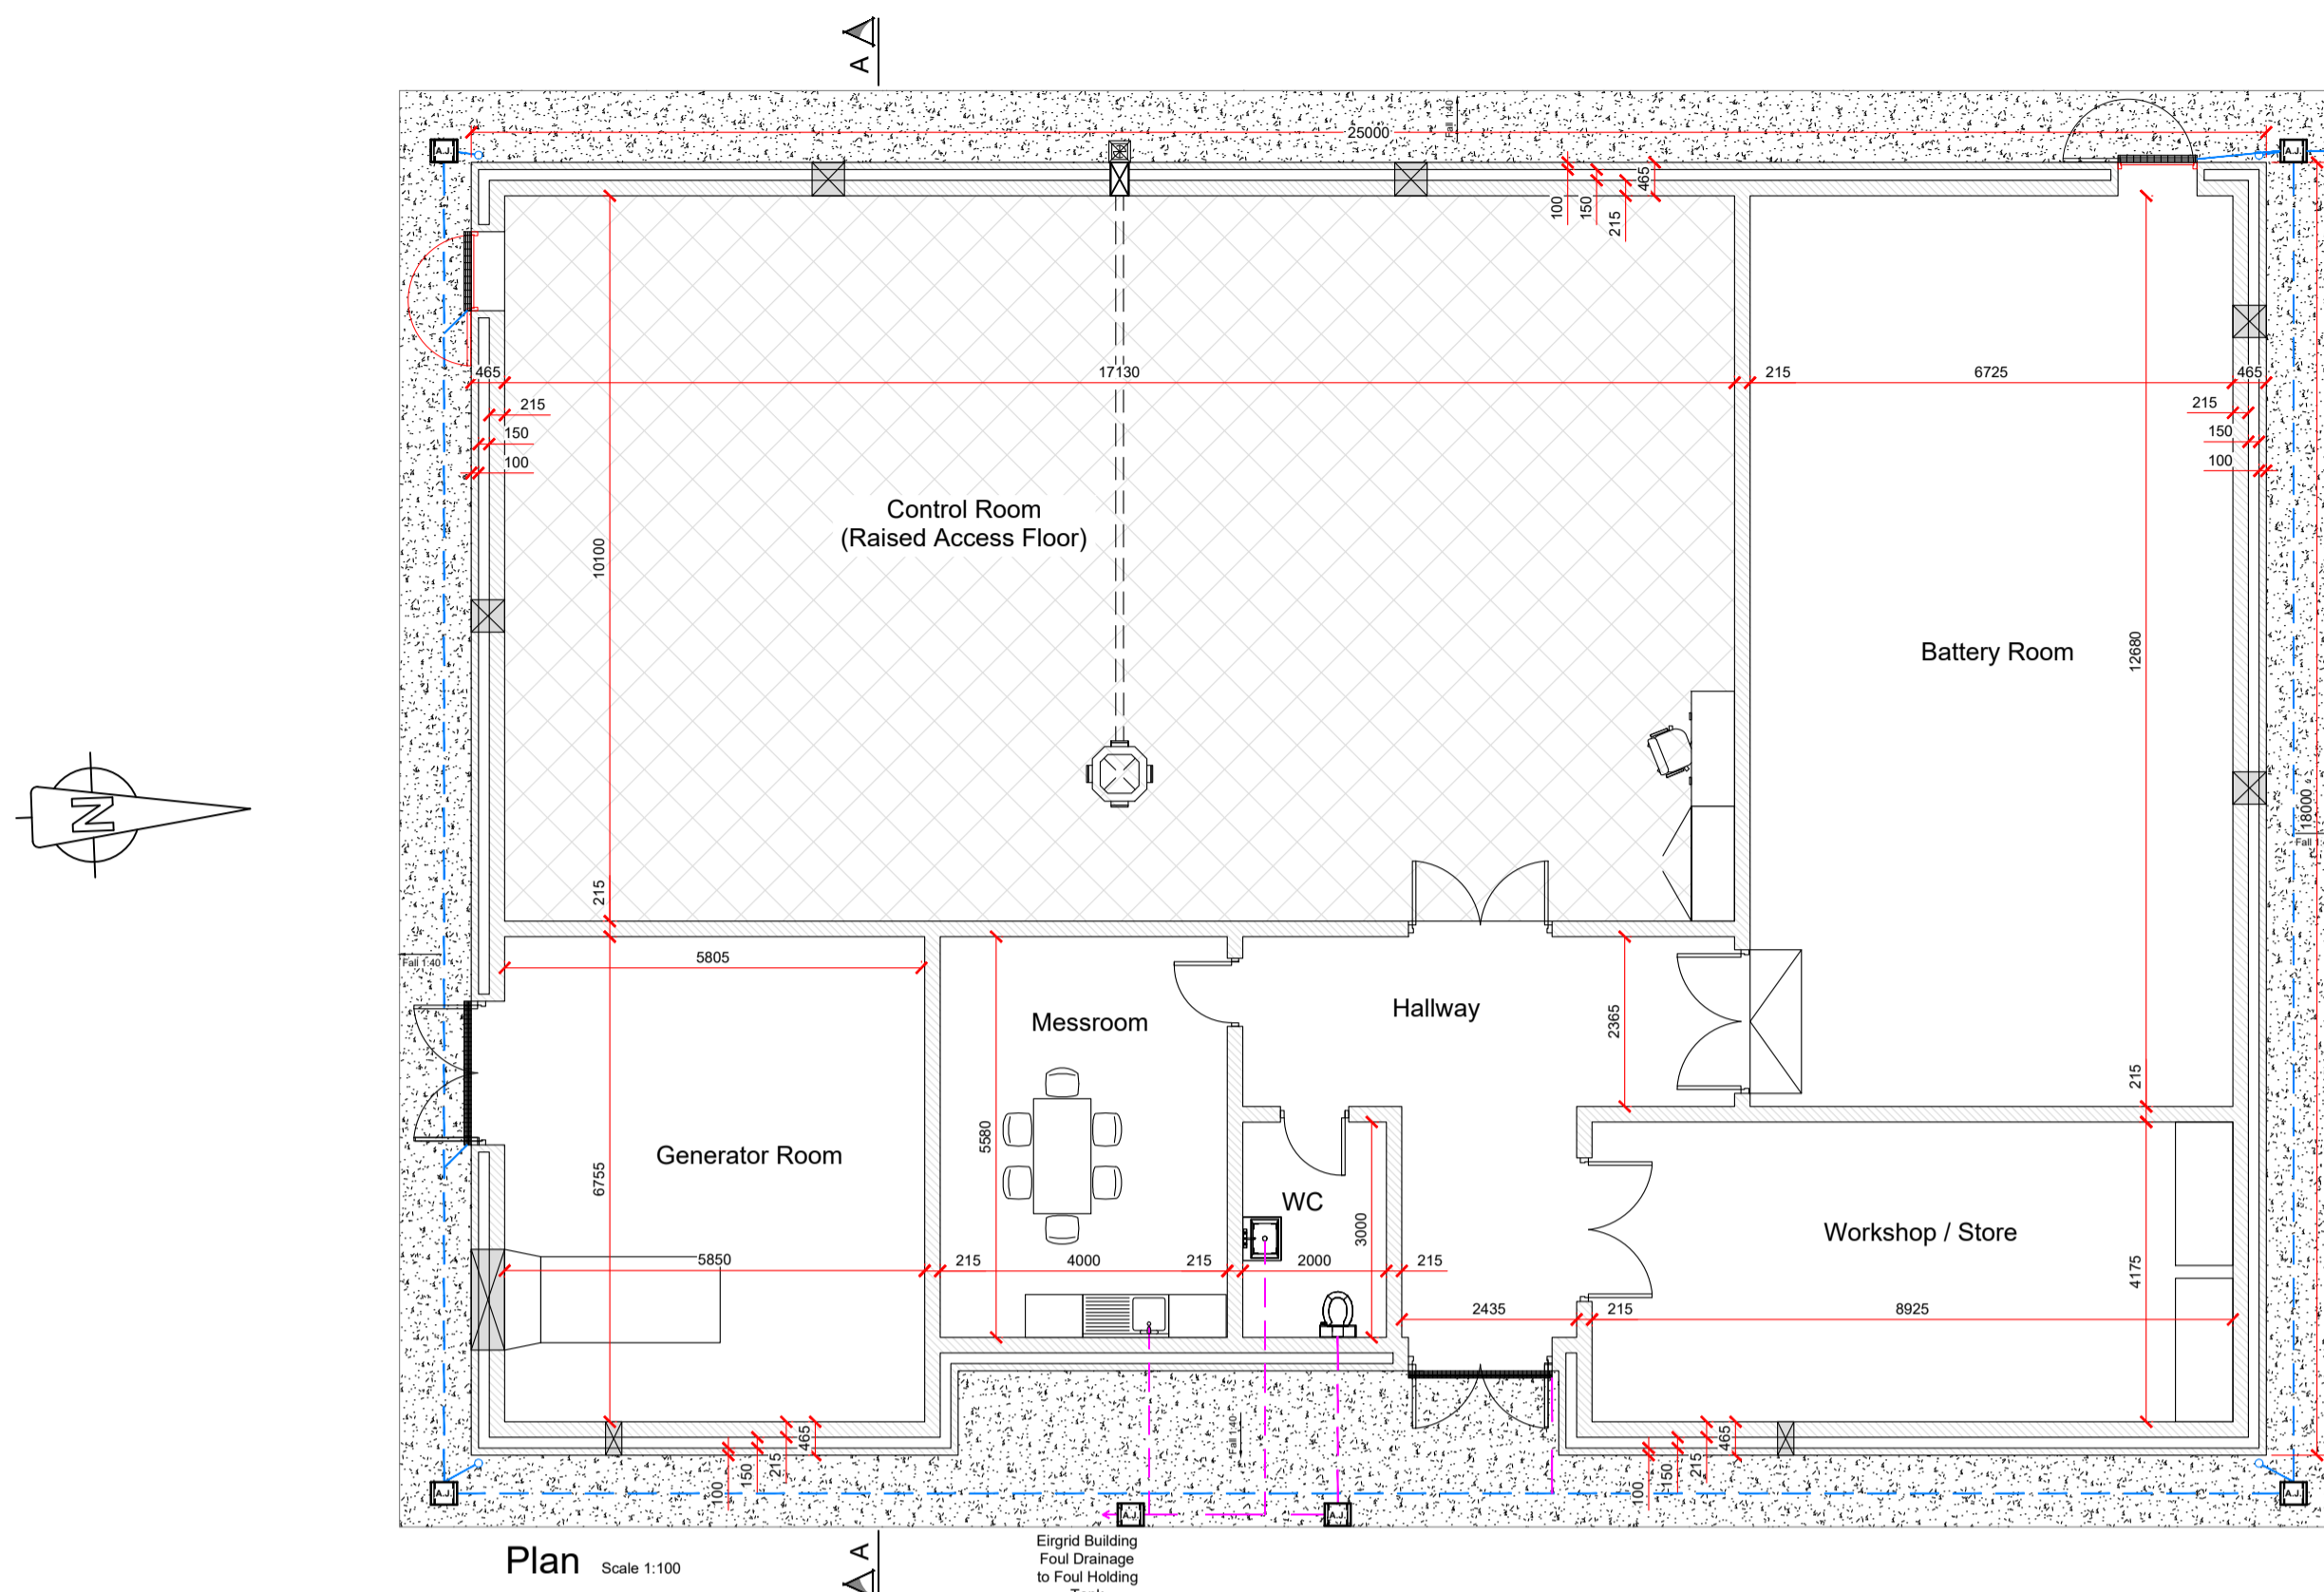 A
Fall 1:40
25000
A.J.
A.J.
465
100
150
215
465
17130
215
6725
465
215
150
100
215
150
100
Control Room
(Raised Access Floor)
10100
Battery Room
12680
N
18000
Fall 1:
215
Fall 1:40
5805
Messroom
Hallway
2365
215
Generator Room
5580
6755
WC
3000
Workshop / Store
4175
5850
215
4000
215
2000
215
2435
215
8925
465
215
150
100
Fall 1:40
465
215
150
100
A.J.
A.J.
A.J.
A.J.
Plan
Scale 1:100
A
Eirgrid Building
Foul Drainage
to Foul Holding
Tank